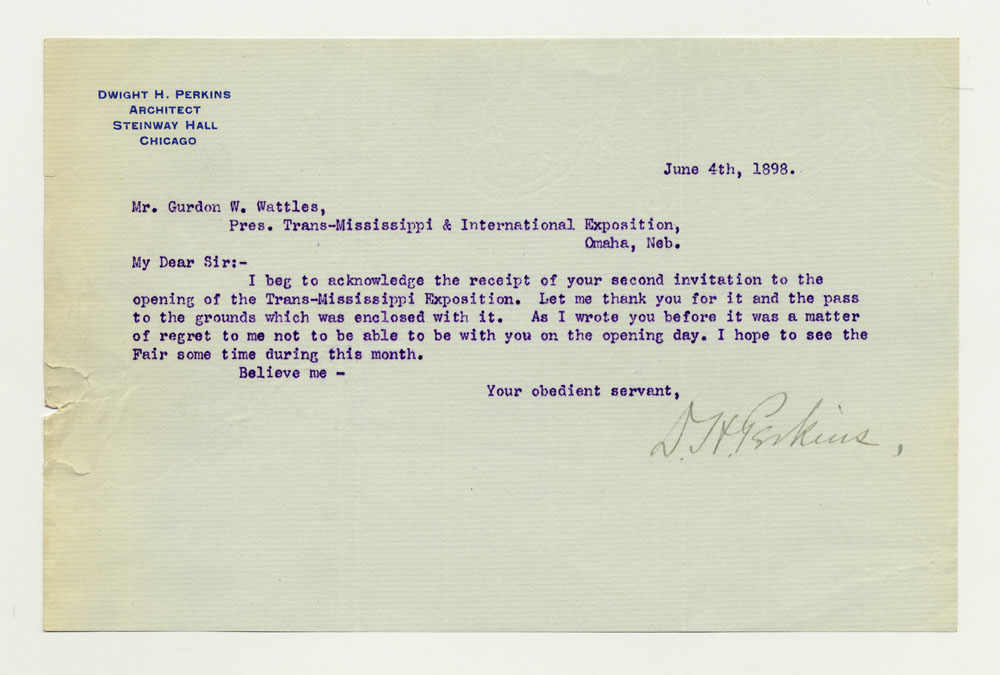 DWIGHT H. PERKINS
ARCHITECT
STEINWAY HALL
CHICAGO
June 4th, 1898.
Mr. Gurdon W. Wattles,
Pres. Trans-Mississippi & International Exposition,
Omaha, Neb.
My Dear Sir:-
I beg to acknowledge the receipt of your second invitation to the
opening of the Trans-Mississippi Exposition. Let me thank you for it and the pass
to the grounds which was enclosed with it. As I wrote you before it was a matter
of regret to me not to be able to be with you on the opening day. I hope to see the
Fair some time during this month.
Believe me -
Your obedient servant,
D. H. Perkins,